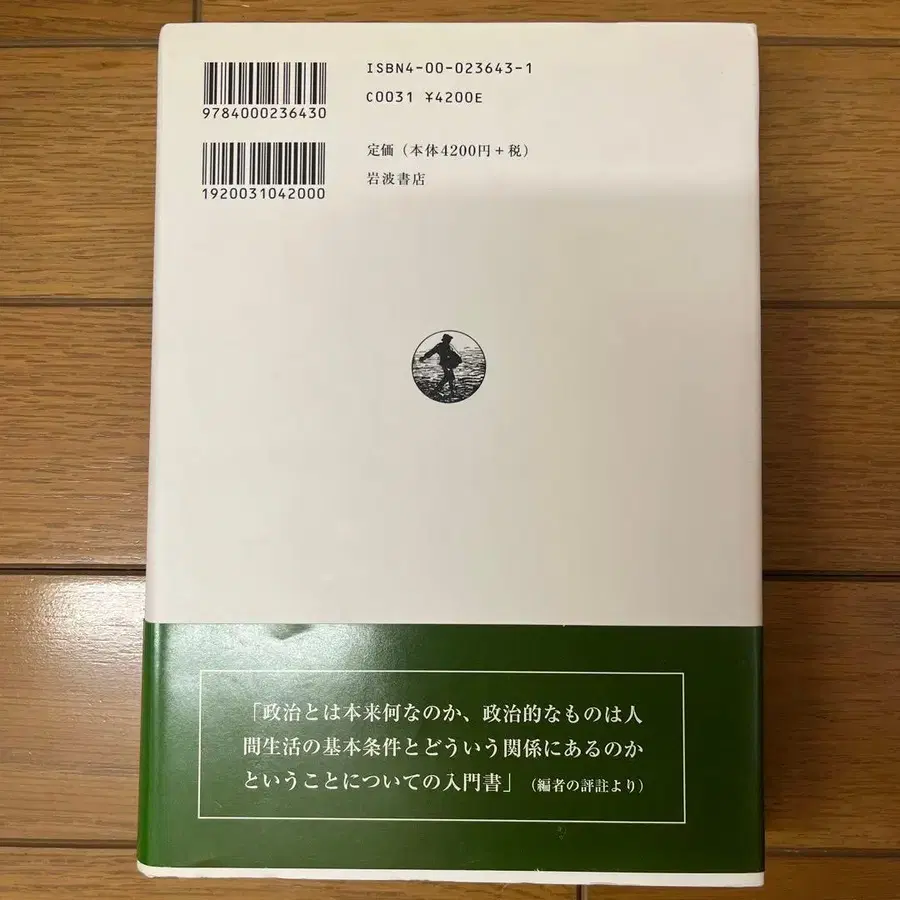 ISBN4-00-023643-1
C0031 ¥4200E
9784000236430
定価（本体4200円+税）
岩波書店
1920031042000
「政治とは本来何なのか、政治的なものは人
間生活の基本条件とどういう関係にあるのか
ということについての入門書」（編者の評註より）